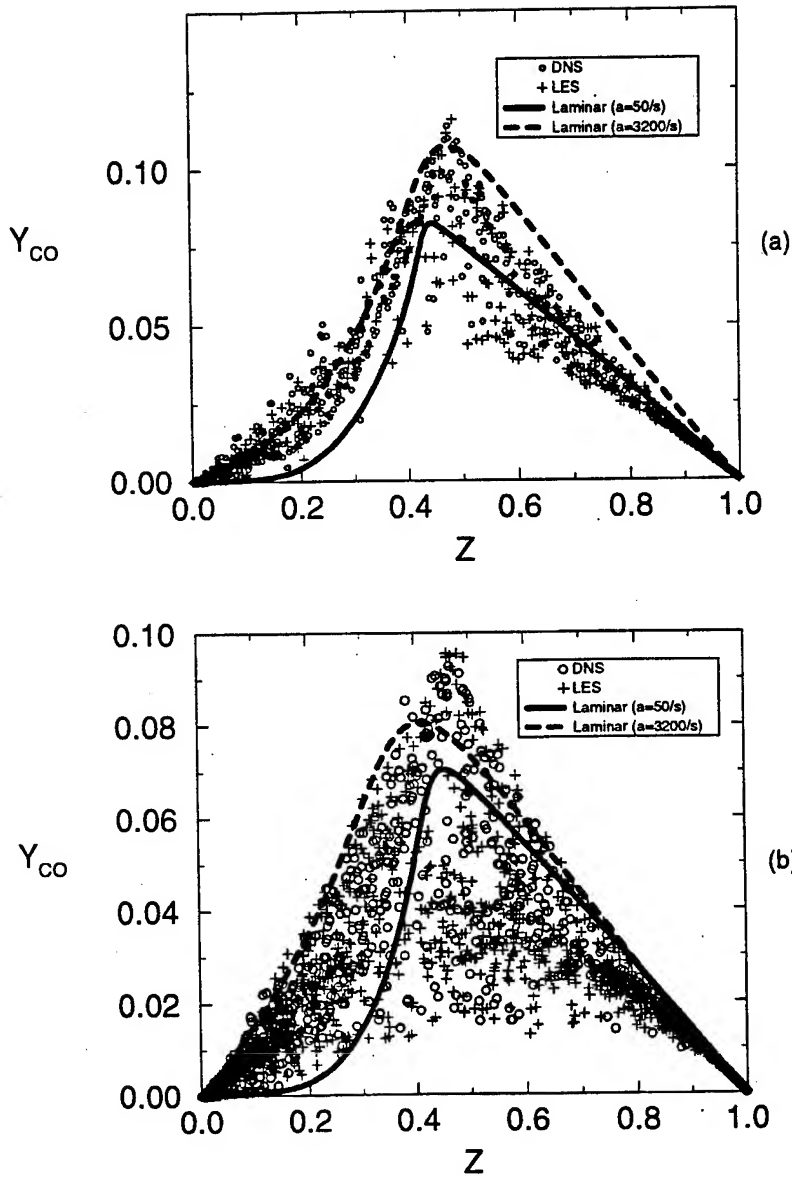 DNS
LES
Laminar (a=50/s)
Laminar (a=3200/s)
0.10
0.05
0.00
Y_CO
(a)
0.0 0.2 0.4 0.6 0.8 1.0
Z
DNS
LES
Laminar (a=50/s)
Laminar (a=3200/s)
0.10
0.08
0.06
0.04
0.02
0.00
Y_CO
(b)
0.0 0.2 0.4 0.6 0.8 1.0
Z